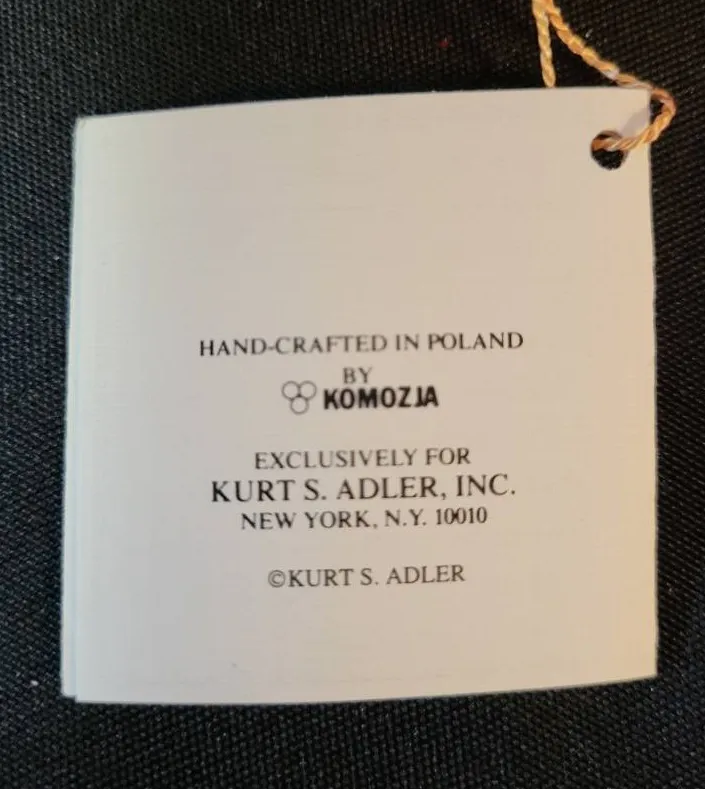 HAND-CRAFTED IN POLAND
BY
KOMOZJA
EXCLUSIVELY FOR
KURT S. ADLER, INC.
NEW YORK, N.Y. 10010
©KURT S. ADLER